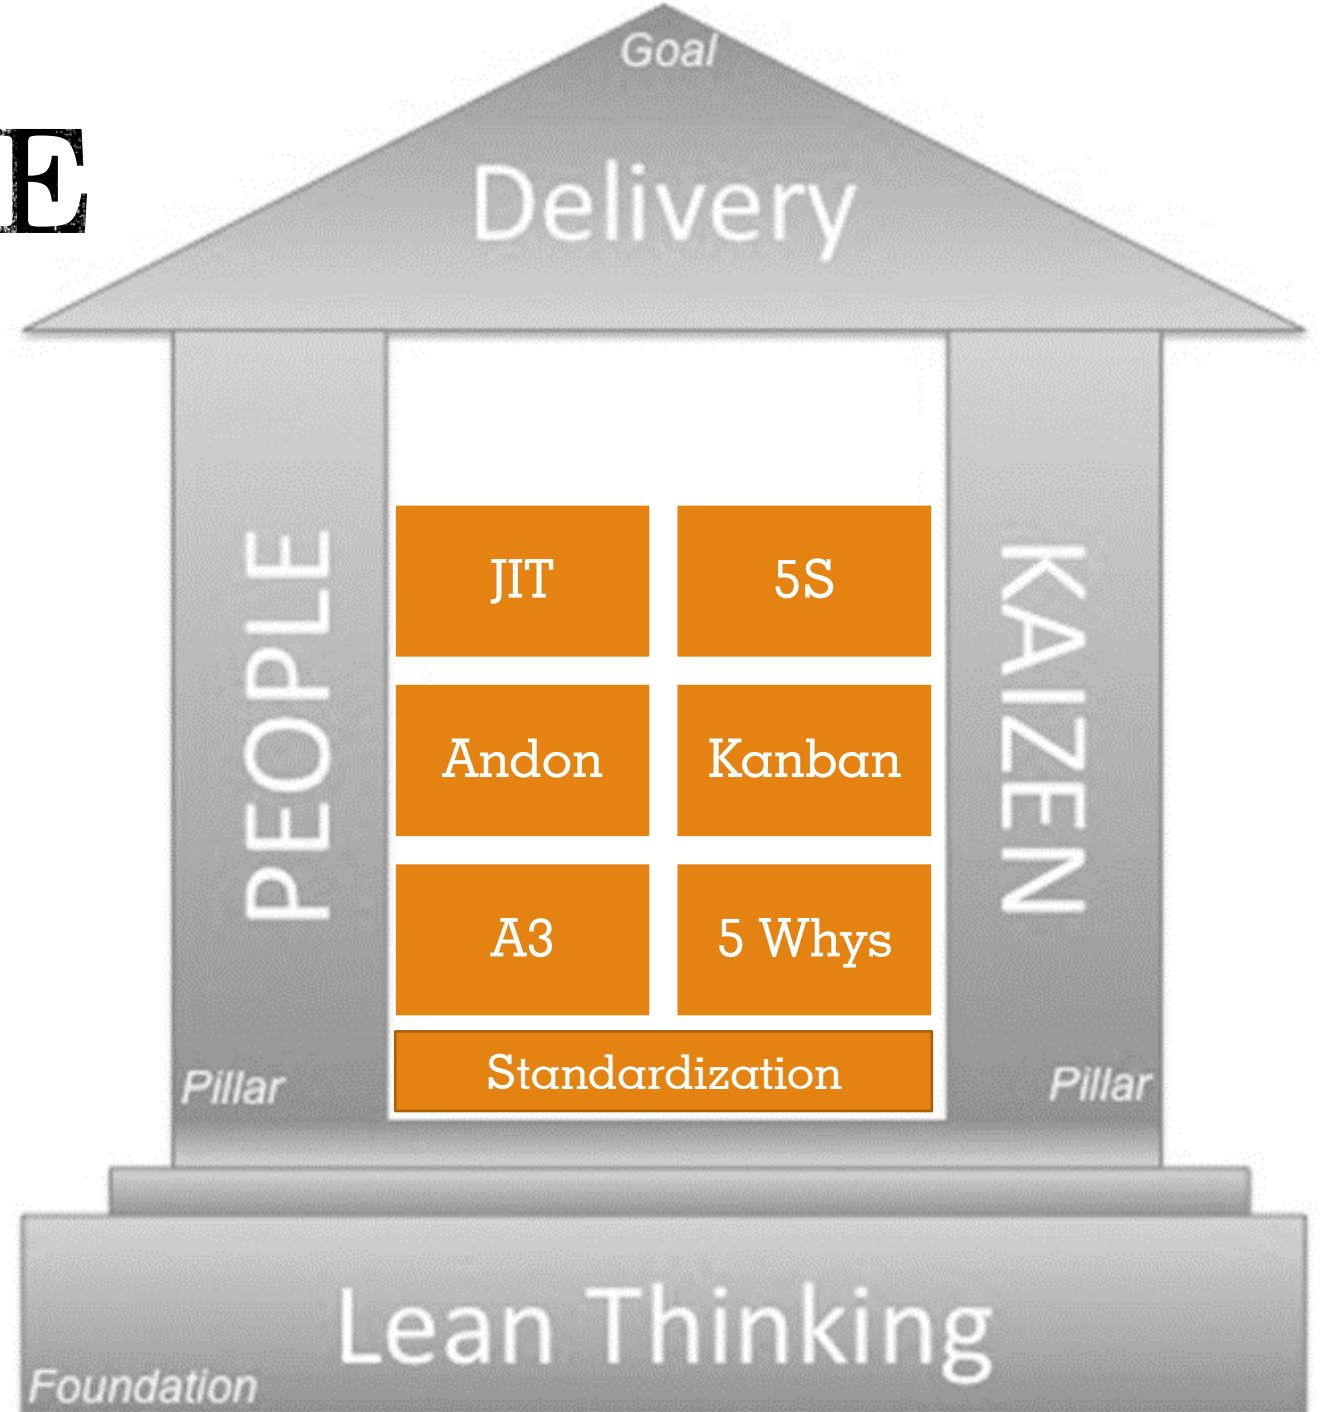 Goal
E
Delivery
PEOPLE
KAIZEN
JIT
5S
Andon
Kanban
A3
5 Whys
Standardization
Pillar
Pillar
Lean Thinking
Foundation